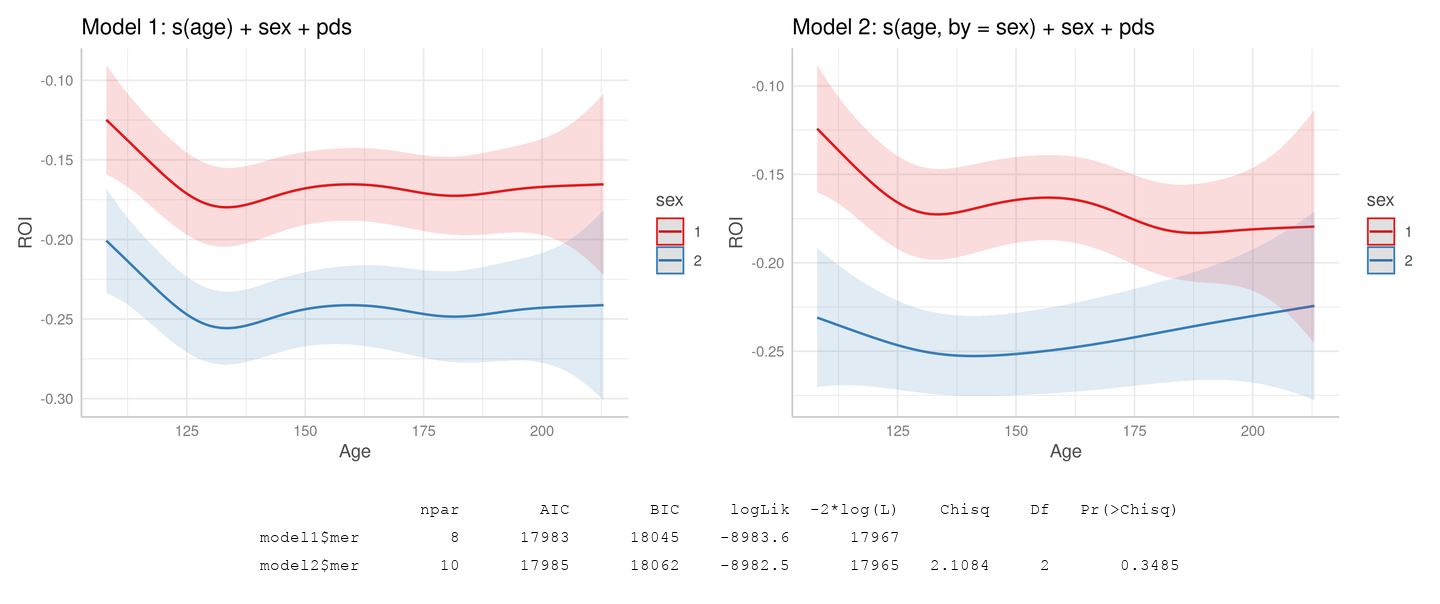 Model 1: s(age) + sex + pds
-0.10
-0.15
-0.20
-0.25
-0.30
ROI
125 150 175 200
Age
sex
1
2
Model 2: s(age, by = sex) + sex + pds
-0.10
-0.15
-0.20
-0.25
ROI
125 150 175 200
Age
sex
1
2
npar AIC BIC logLik -2*log(L) Chisq Df Pr(>Chisq)
model1$mer 8 17983 18045 -8983.6 17967
model2$mer 10 17985 18062 -8982.5 17965 2.1084 2 0.3485